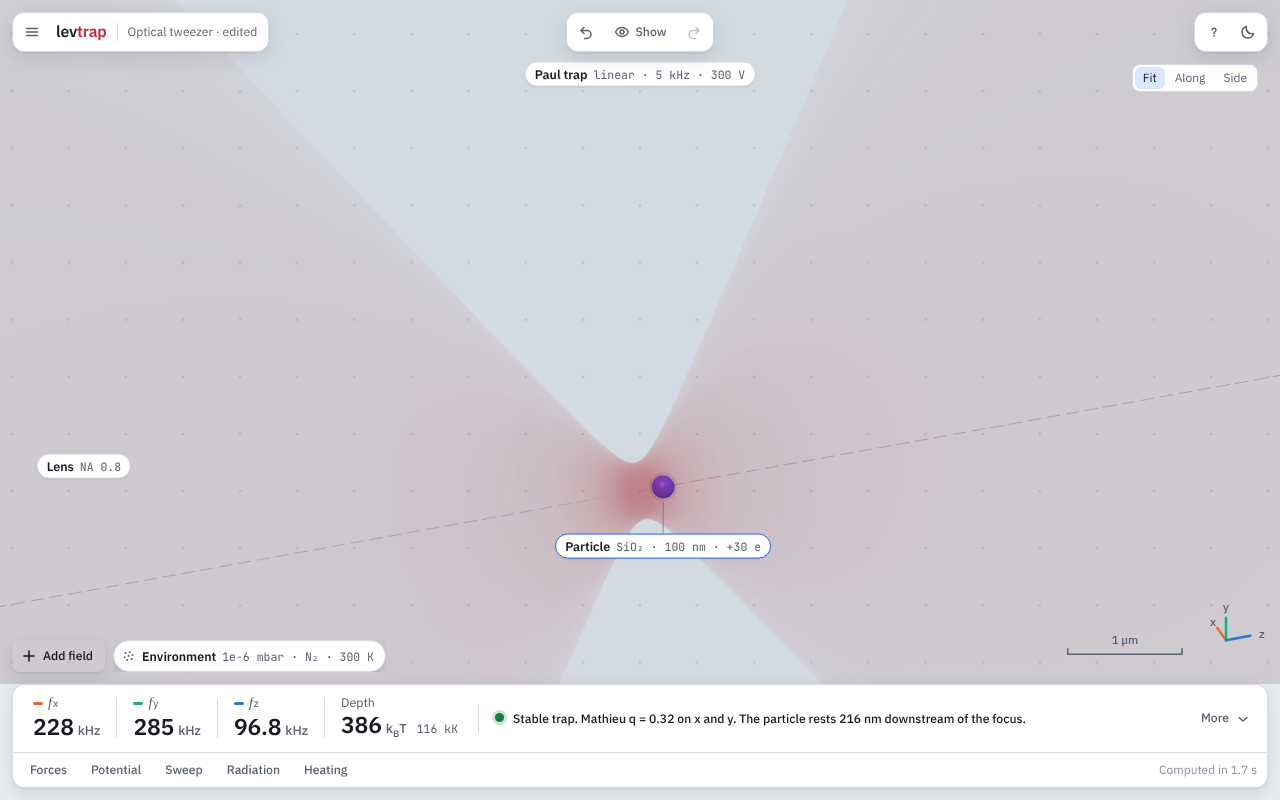 levtrap Optical tweezer · edited
Show
?
Paul trap linear · 5 kHz · 300 V
Fit Along Side
Lens NA 0.8
Particle SiO₂ · 100 nm · +30 e
y
x
z
1 µm
Add field
Environment 1e-6 mbar · N₂ · 300 K
fx
228 kHz
fy
285 kHz
fz
96.8 kHz
Depth
386 kBT 116 kK
Stable trap. Mathieu q = 0.32 on x and y. The particle rests 216 nm downstream of the focus.
More
Forces Potential Sweep Radiation Heating
Computed in 1.7 s